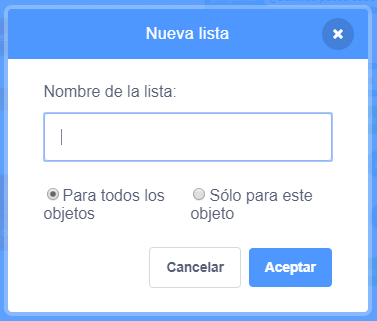 Nueva lista
Nombre de la lista:
Para todos los objetos
Sólo para este objeto
Cancelar
Aceptar